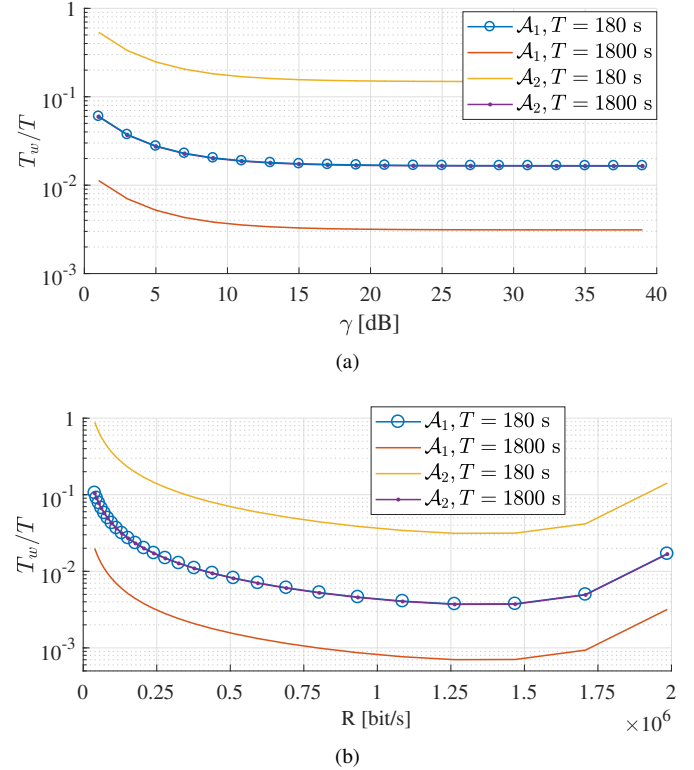 1
10^-1
10^-2
10^-3
T_w/T
0 5 10 15 20 25 30 35 40
γ [dB]
𝒜_1, T = 180 s
𝒜_1, T = 1800 s
𝒜_2, T = 180 s
𝒜_2, T = 1800 s
(a)
1
10^-1
10^-2
10^-3
T_w/T
0 0.25 0.5 0.75 1 1.25 1.5 1.75 2
R [bit/s]
×10^6
𝒜_1, T = 180 s
𝒜_1, T = 1800 s
𝒜_2, T = 180 s
𝒜_2, T = 1800 s
(b)